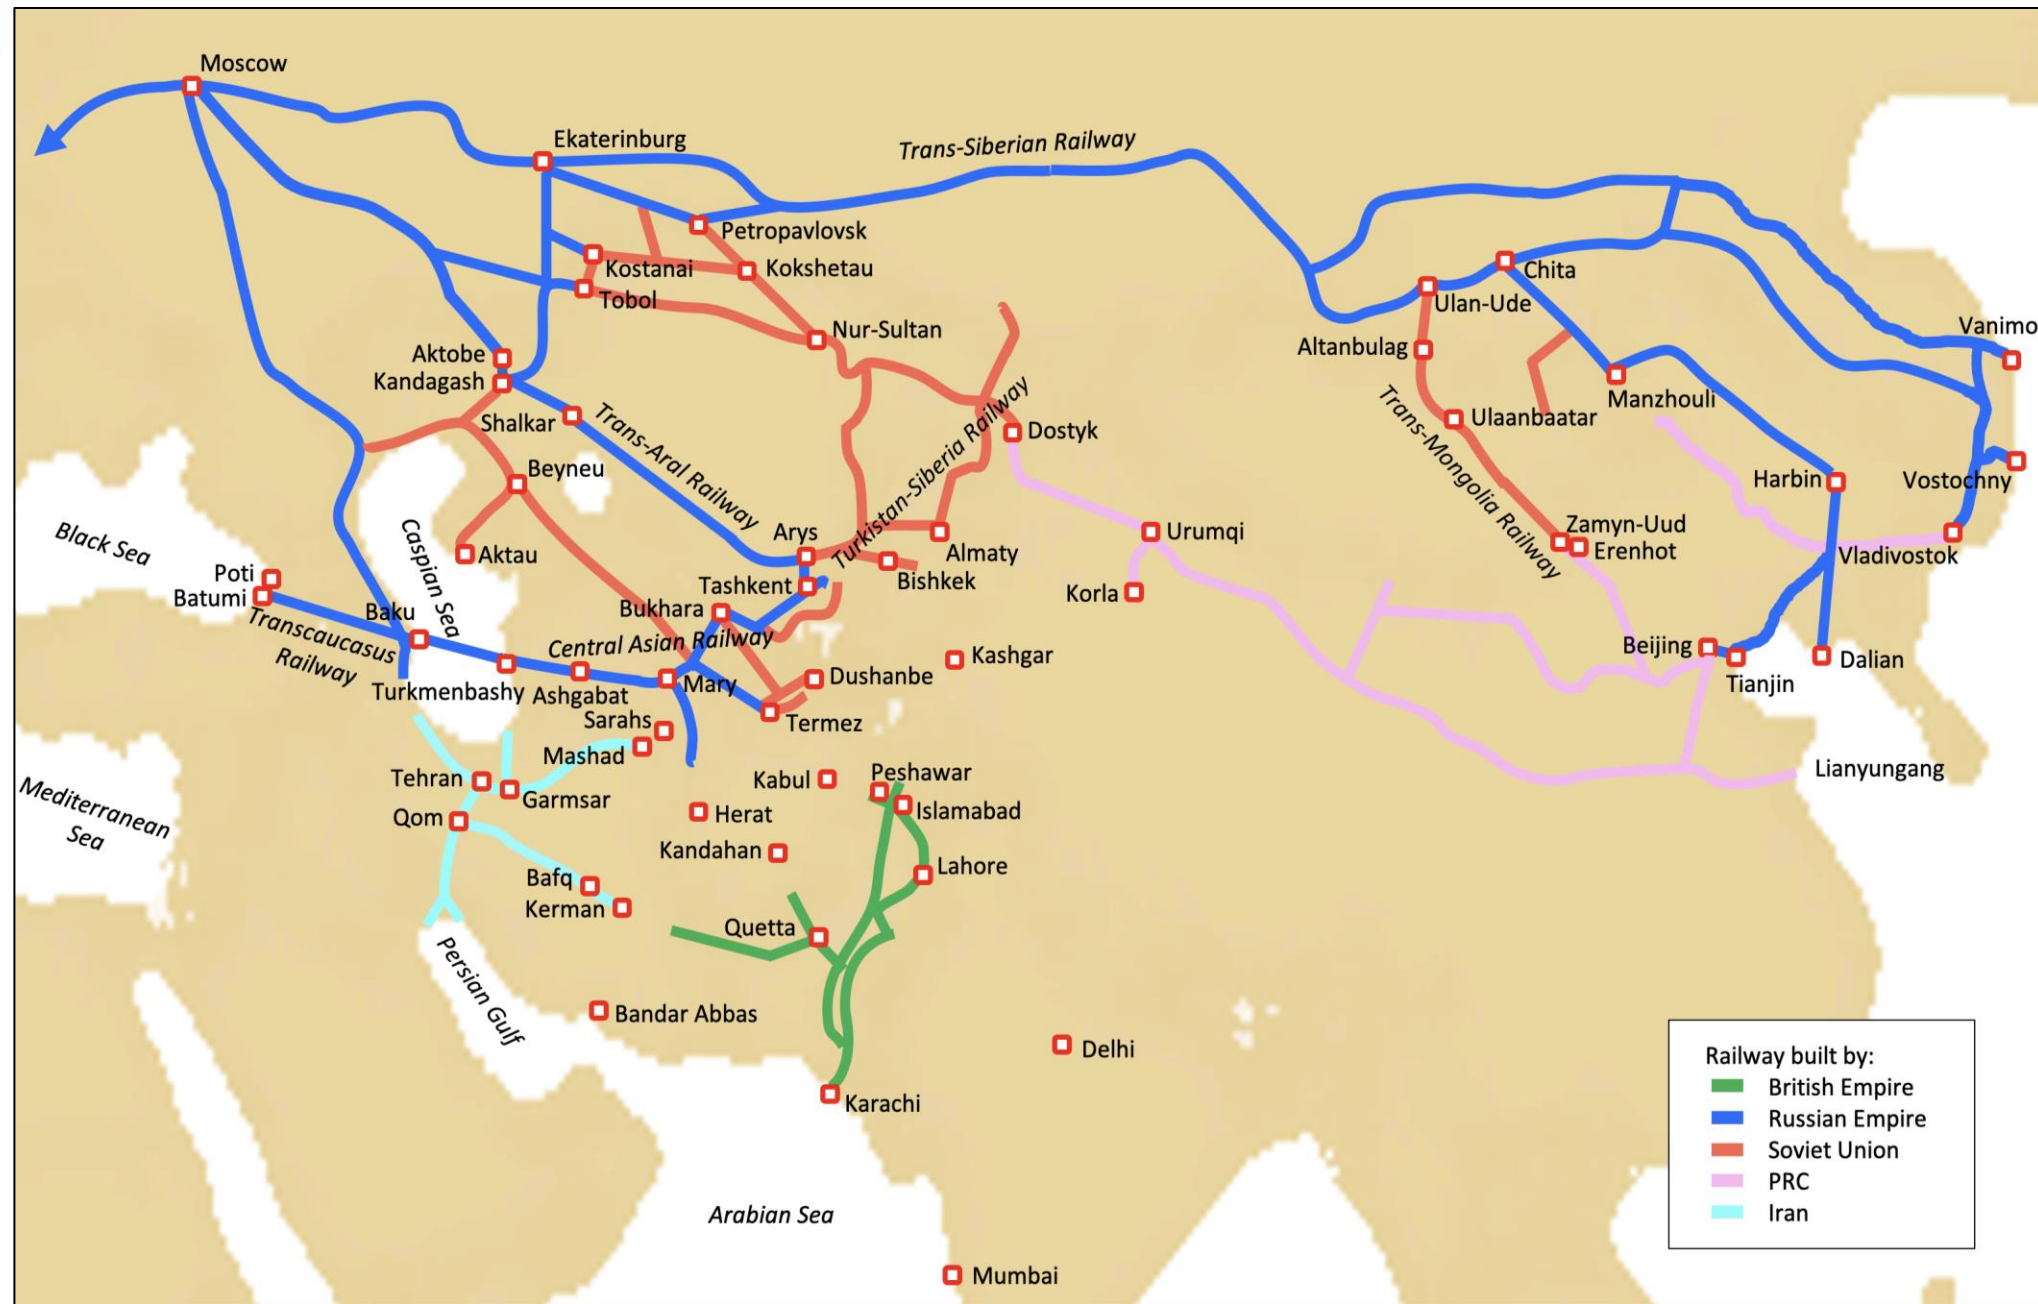 Moscow
Ekaterinburg
Trans-Siberian Railway
Petropavlovsk
Kostanai
Kokshetau
Tobol
Nur-Sultan
Chita
Ulan-Ude
Vanimo
Altanbulag
Aktobe
Kandagash
Manzhouli
Shalkar
Trans-Aral Railway
Ulaanbaatar
Dostyk
Trans-Mongolia Railway
Turkistan-Siberia Railway
Beyneu
Harbin
Vostochny
Black Sea
Caspian Sea
Aktau
Arys
Almaty
Urumqi
Zamyn-Uud
Erenhot
Vladivostok
Poti
Batumi
Tashkent
Bishkek
Korla
Baku
Bukhara
Transcaucasus
Railway
Central Asian Railway
Kashgar
Beijing
Dalian
Turkmenbashy
Ashgabat
Mary
Dushanbe
Tianjin
Sarahs
Termez
Mashad
Tehran
Garmsar
Kabul
Peshawar
Lianyungang
Mediterranean
Sea
Qom
Herat
Islamabad
Kandahan
Lahore
Bafq
Kerman
Quetta
Persian Gulf
Bandar Abbas
Delhi
Karachi
Railway built by:
British Empire
Russian Empire
Soviet Union
PRC
Iran
Arabian Sea
Mumbai